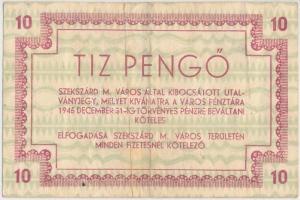 10 10
TIZ PENGŐ
SZEKSZÁRD M. VÁROS ÁLTAL KIBOCSÁTOTT UTAL-
VÁNYJEGY, MELYET KIVÁNATRA A VÁROS PÉNZTÁRA
1945 DECEMBER 31-IG TÖRVÉNYES PÉNZRE BEVÁLTANI
KÖTELES
ELFOGADÁSA SZEKSZÁRD M. VÁROS TERÜLETÉN
MINDEN FIZETÉSNÉL KÖTELEZŐ
10 10